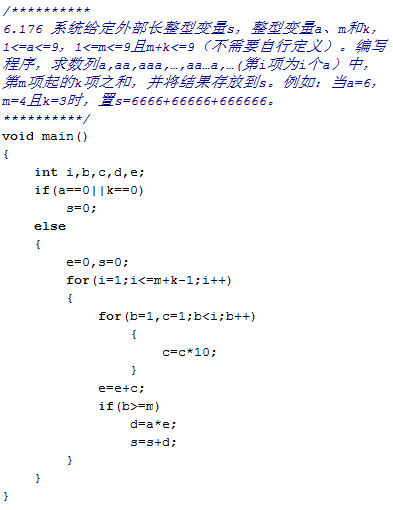 /**********
6.176 系统给定外部长整型变量s，整型变量a、m和k，
1<=a<=9，1<=m<=9且m+k<=9（不需要自行定义）。编写
程序，求数列a,aa,aaa,…,aa…a,…(第i项为i个a）中，
第m项起的k项之和，并将结果存放到s。例如：当a=6，
m=4且k=3时，置s=6666+66666+666666。
**********/
void main()
{
    int i,b,c,d,e;
    if(a==0||k==0)
        s=0;
    else
    {
        e=0,s=0;
        for(i=1;i<=m+k-1;i++)
        {
            for(b=1,c=1;b<i;b++)
                {
                    c=c*10;
                }
            e=e+c;
            if(b>=m)
                d=a*e;
                s=s+d;
        }
    }
}